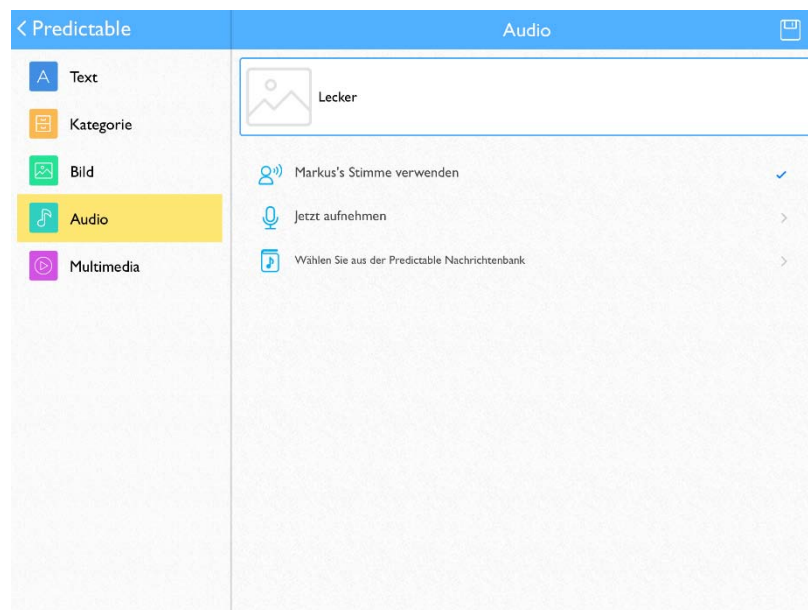 Predictable
Audio
Text
Kategorie
Bild
Audio
Multimedia
Lecker
Markus's Stimme verwenden
Jetzt aufnehmen
Wählen Sie aus der Predictable Nachrichtenbank